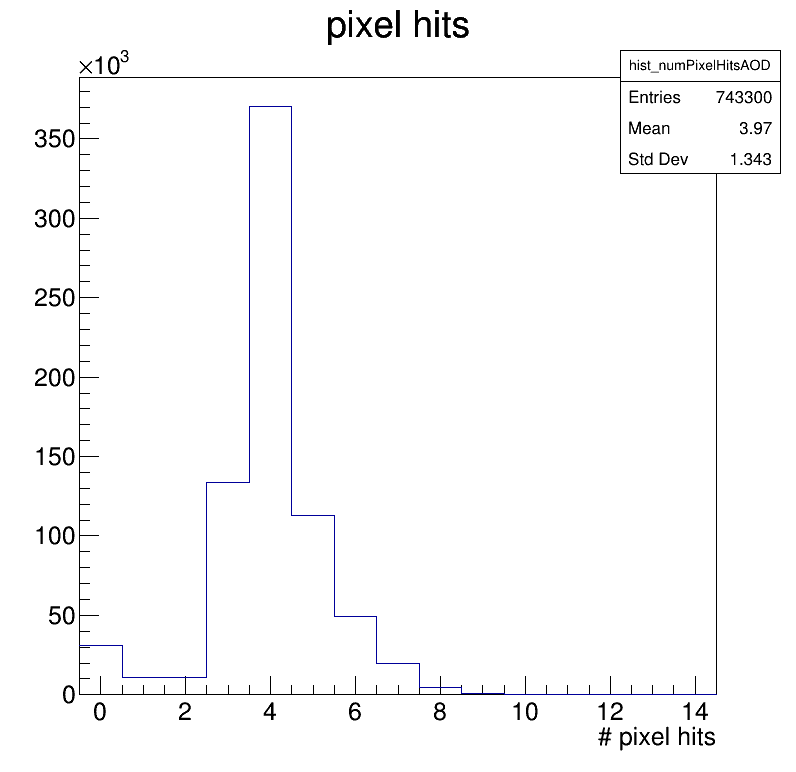 pixel hits
×10³
hist_numPixelHitsAOD
Entries 743300
Mean 3.97
Std Dev 1.343
350
300
250
200
150
100
50
0
0 2 4 6 8 10 12 14
# pixel hits